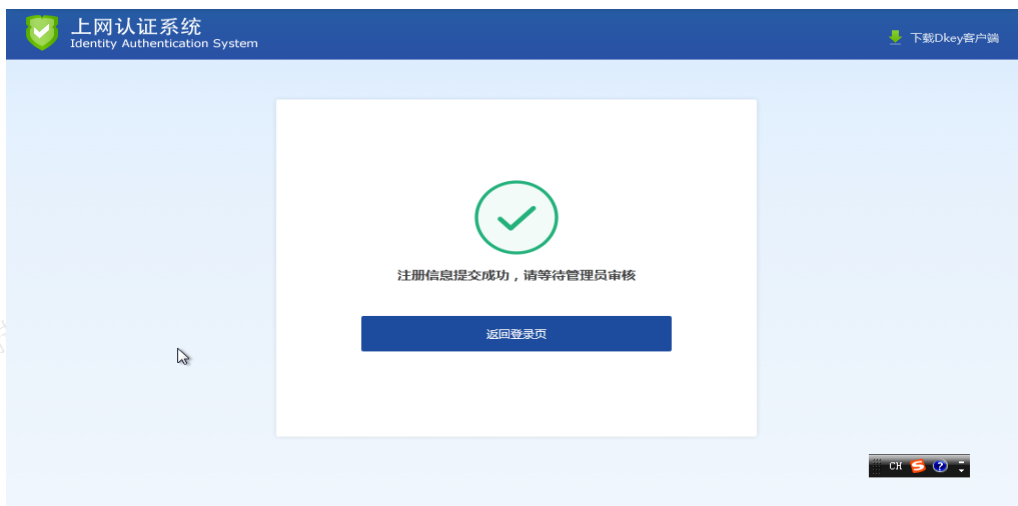 上网认证系统
Identity Authentication System
下载Dkey客户端
注册信息提交成功，请等待管理员审核
返回登录页
CH